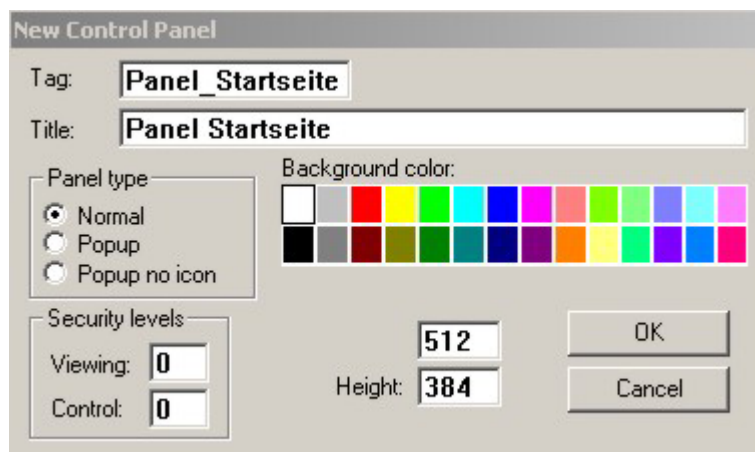 New Control Panel
Tag: Panel_Startseite
Title: Panel Startseite
Panel type
Normal
Popup
Popup no icon
Background color:
Security levels
Viewing: 0
Control: 0
512
Height: 384
OK
Cancel